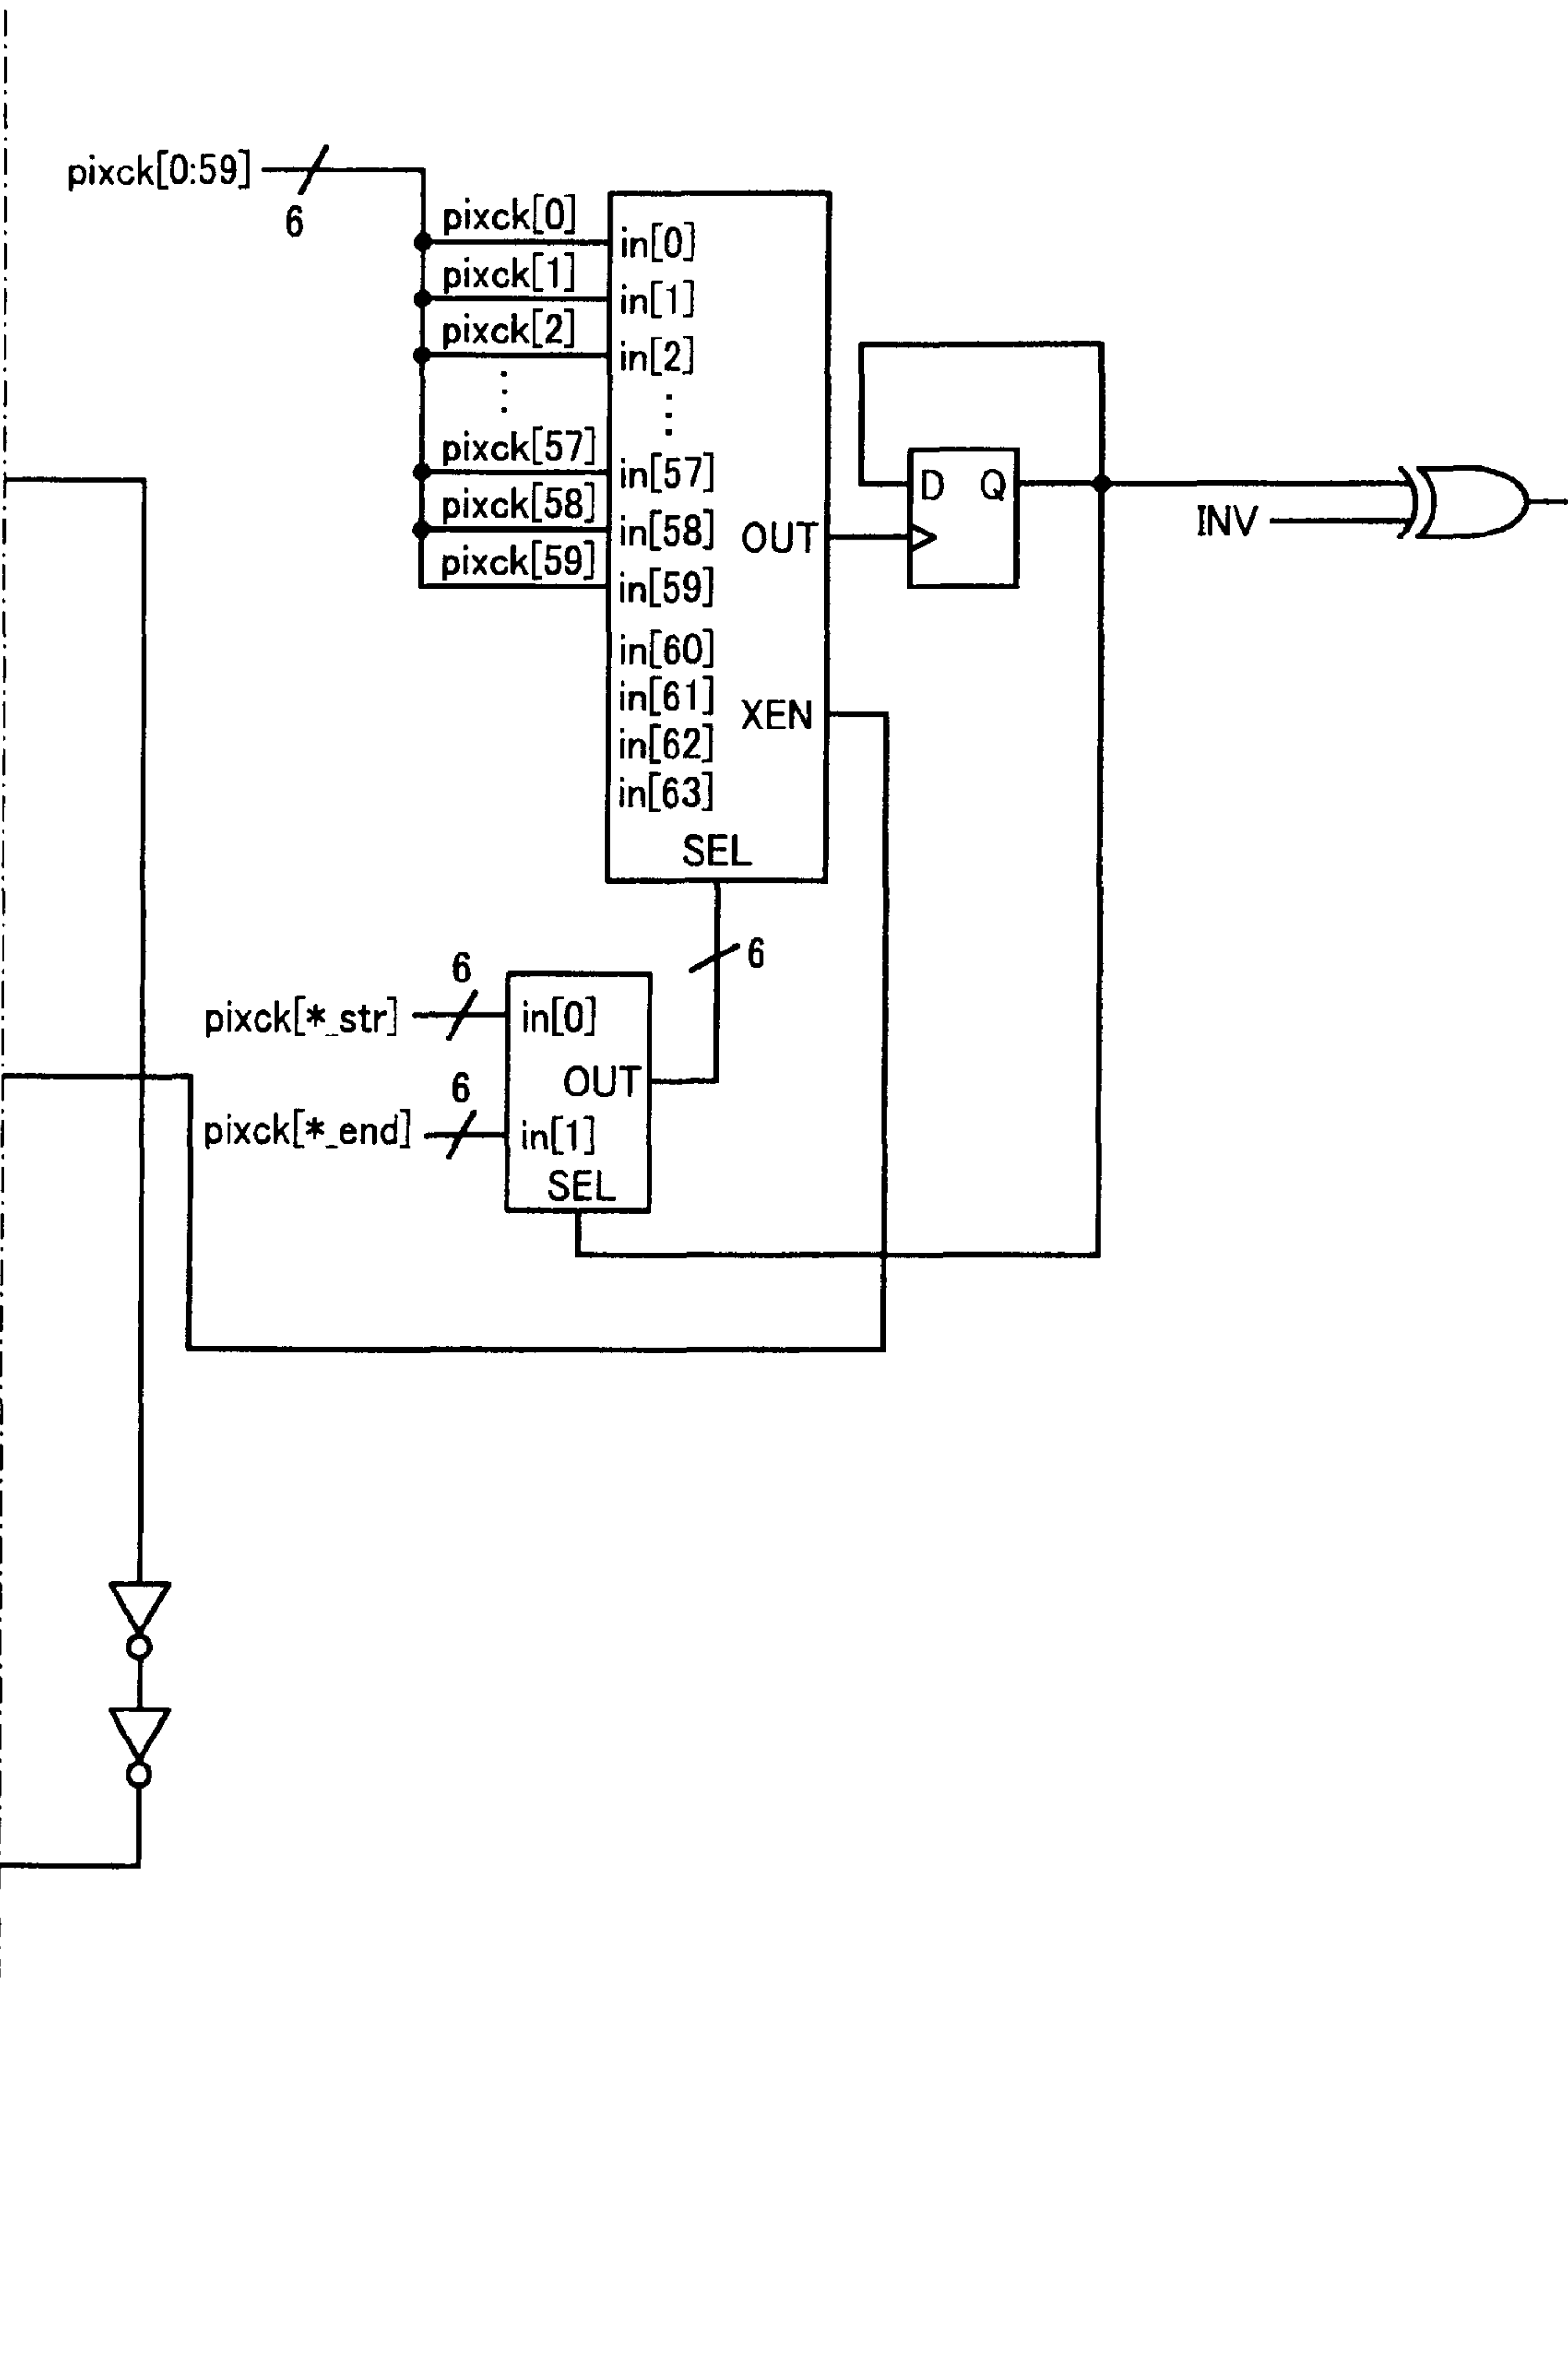 pixck[0:59]
6
pixck[0]
in[0]
pixck[1]
in[1]
pixck[2]
in[2]
pixck[57]
in[57]
pixck[58]
in[58]
OUT
pixck[59]
in[59]
in[60]
in[61]
XEN
in[62]
in[63]
SEL
D Q
INV
6
6
pixck[*_str]
in[0]
OUT
6
pixck[*_end]
in[1]
SEL